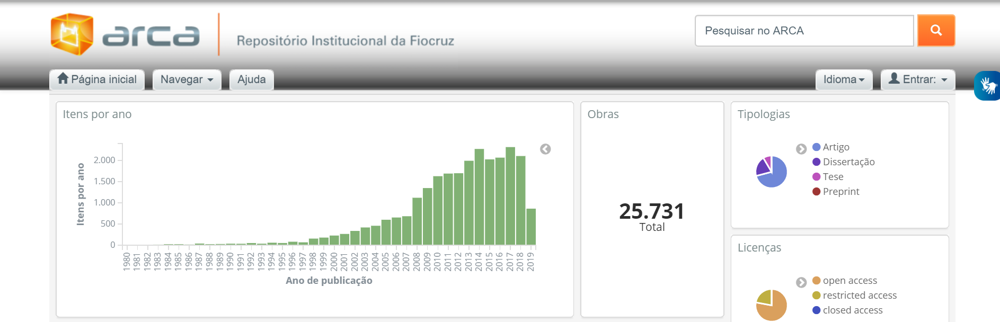 arca
Repositório Institucional da Fiocruz
Pesquisar no ARCA
Página inicial
Navegar
Ajuda
Idioma
Entrar:
Itens por ano
Itens por ano
2.000
1.500
1.000
500
0
1980
1981
1982
1983
1984
1985
1986
1987
1988
1989
1990
1991
1992
1993
1994
1995
1996
1997
1998
1999
2000
2001
2002
2003
2004
2005
2006
2007
2008
2009
2010
2011
2012
2013
2014
2015
2016
2017
2018
2019
Ano de publicação
Obras
25.731
Total
Tipologias
Artigo
Dissertação
Tese
Preprint
Licenças
open access
restricted access
closed access